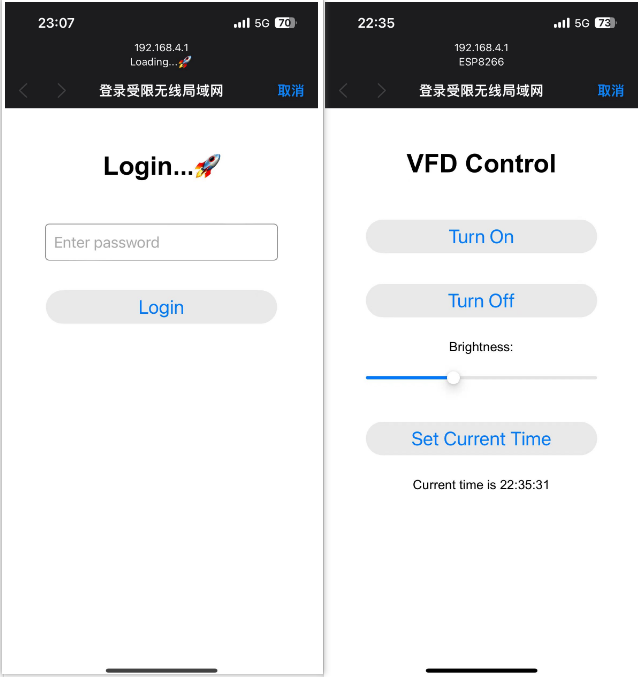 23:07
5G 70
192.168.4.1
Loading...🚀
登录受限无线局域网
取消
Login...🚀
Enter password
Login
22:35
5G 73
192.168.4.1
ESP8266
登录受限无线局域网
取消
VFD Control
Turn On
Turn Off
Brightness:
Set Current Time
Current time is 22:35:31